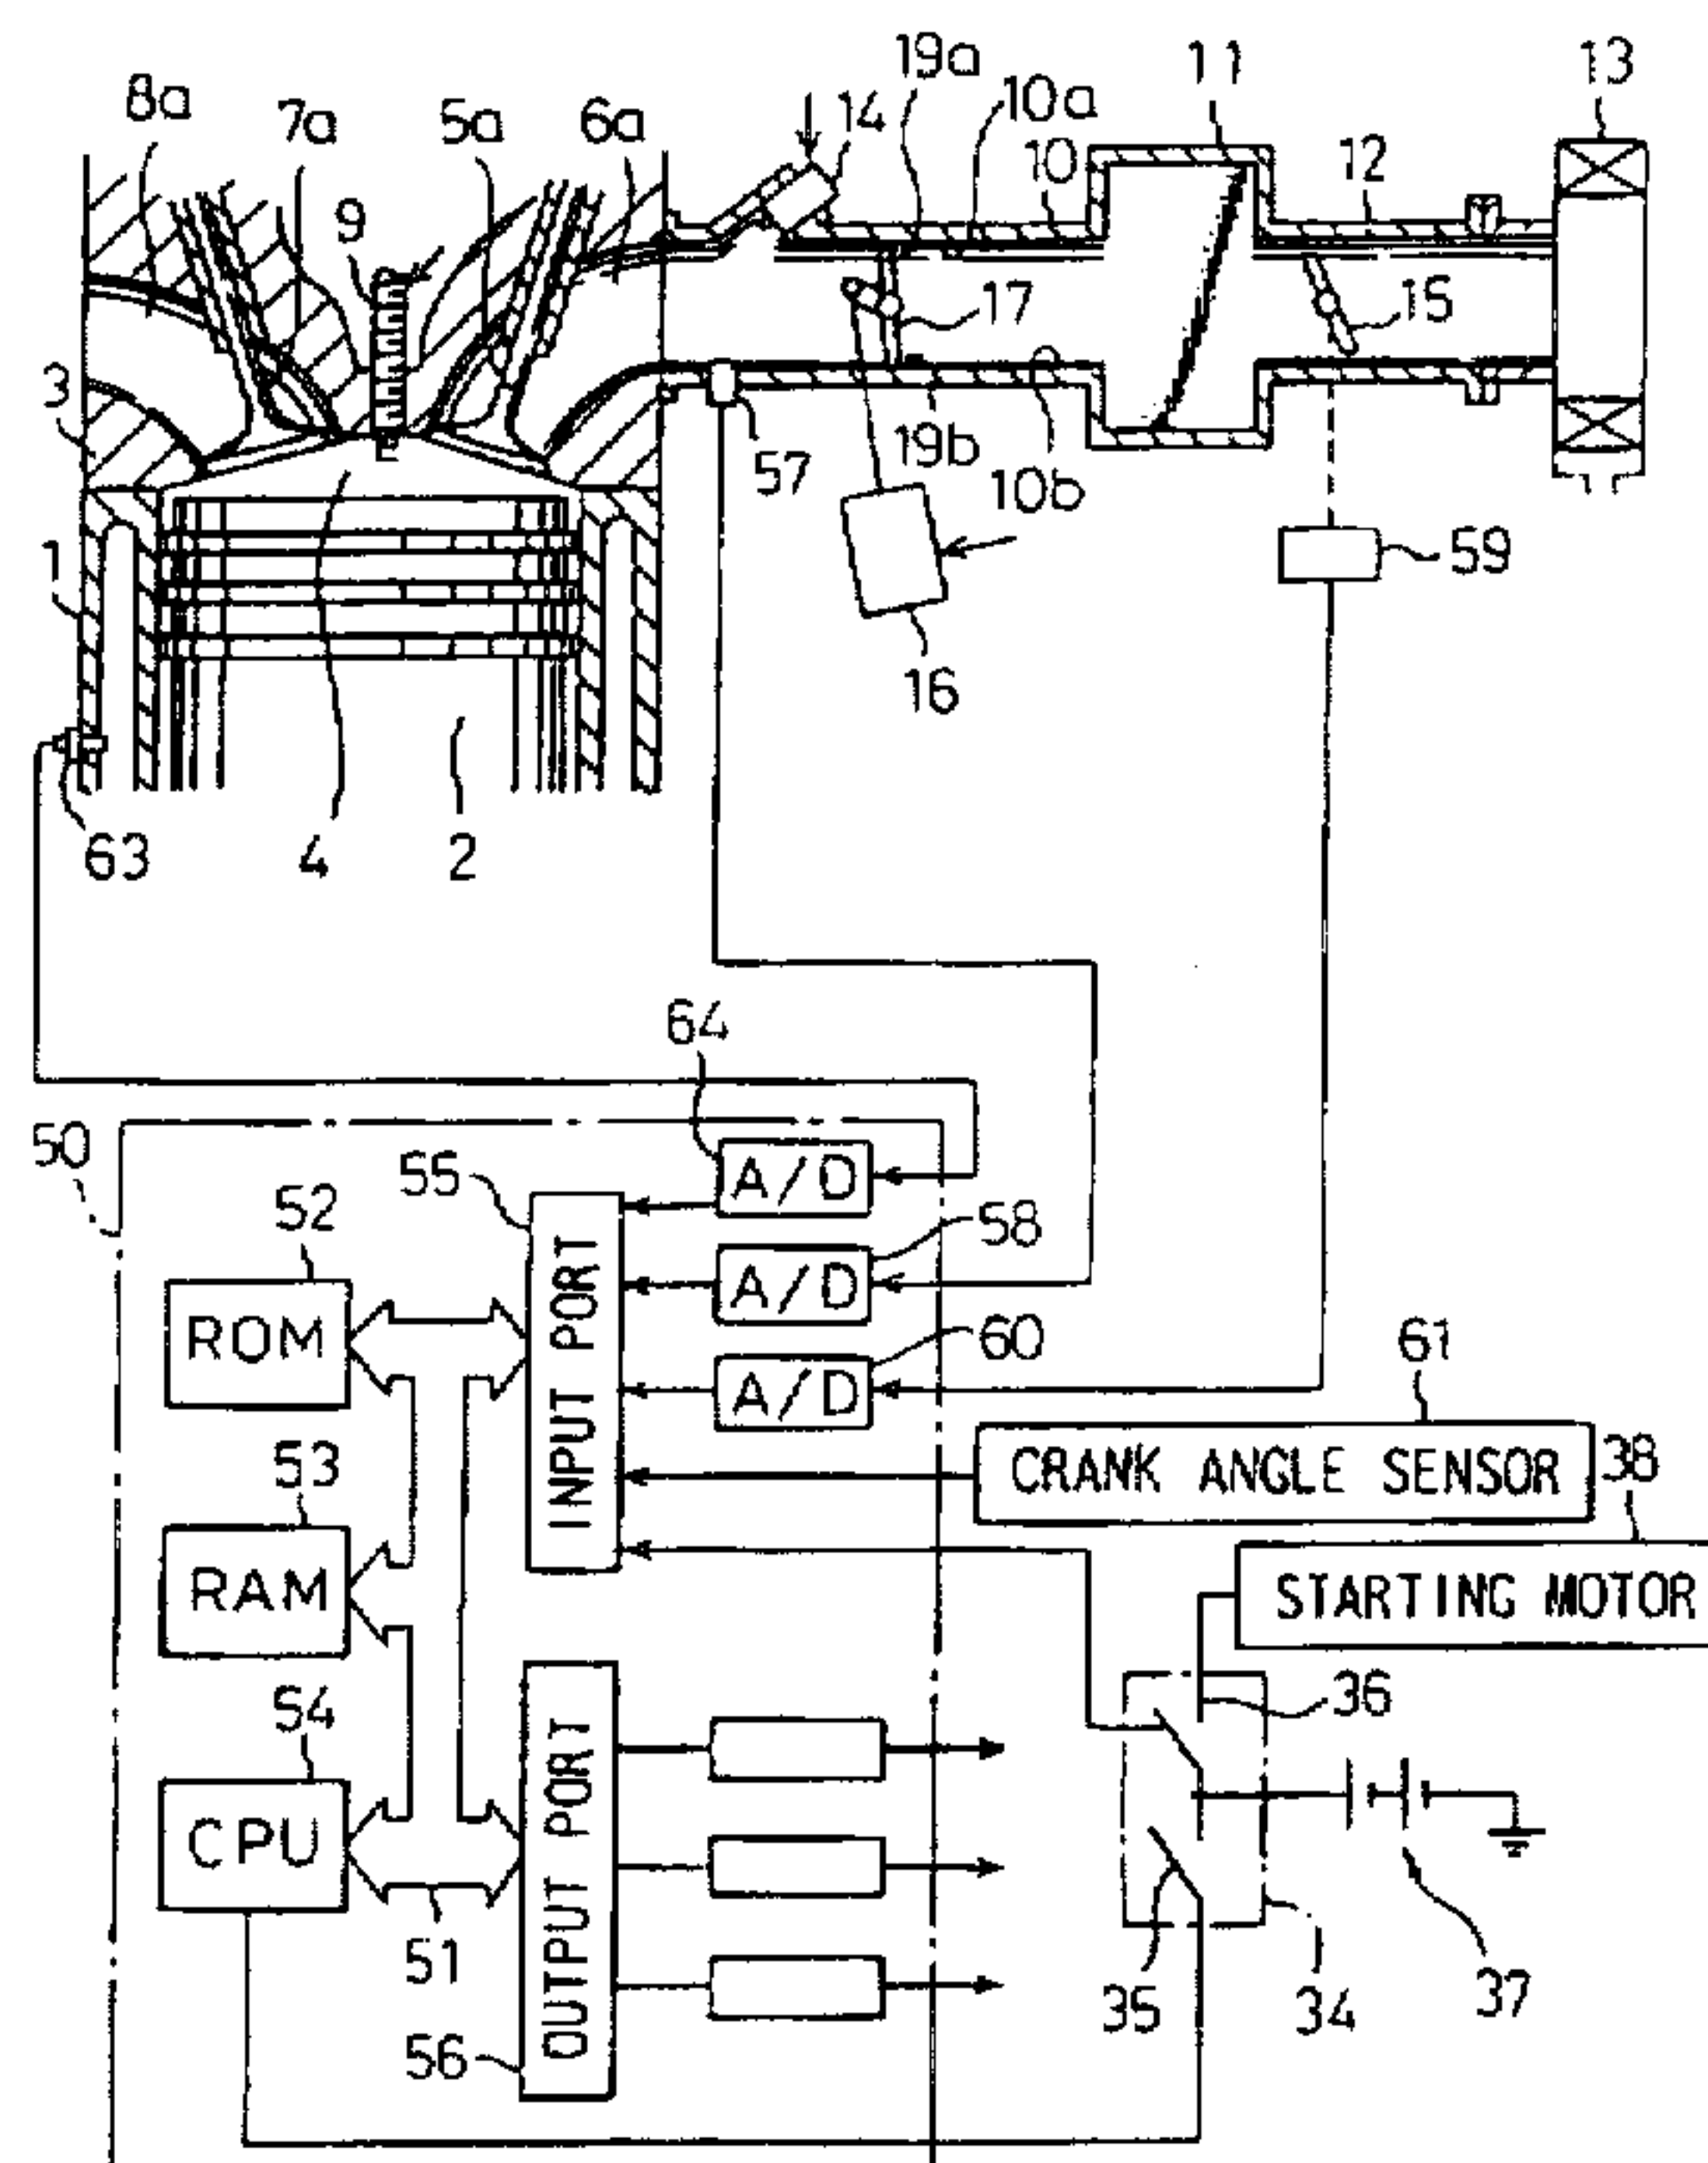 19a
11
13
8a
7a
5a
6a
14
10a
10
12
9
17
15
3
19b
57
10b
1
59
16
63
4
2
64
50
55
A/D
52
58
INPUT PORT
A/D
ROM
60
61
A/D
53
CRANK ANGLE SENSOR
38
RAM
STARTING MOTOR
54
36
OUTPUT PORT
CPU
51
35
34
37
56